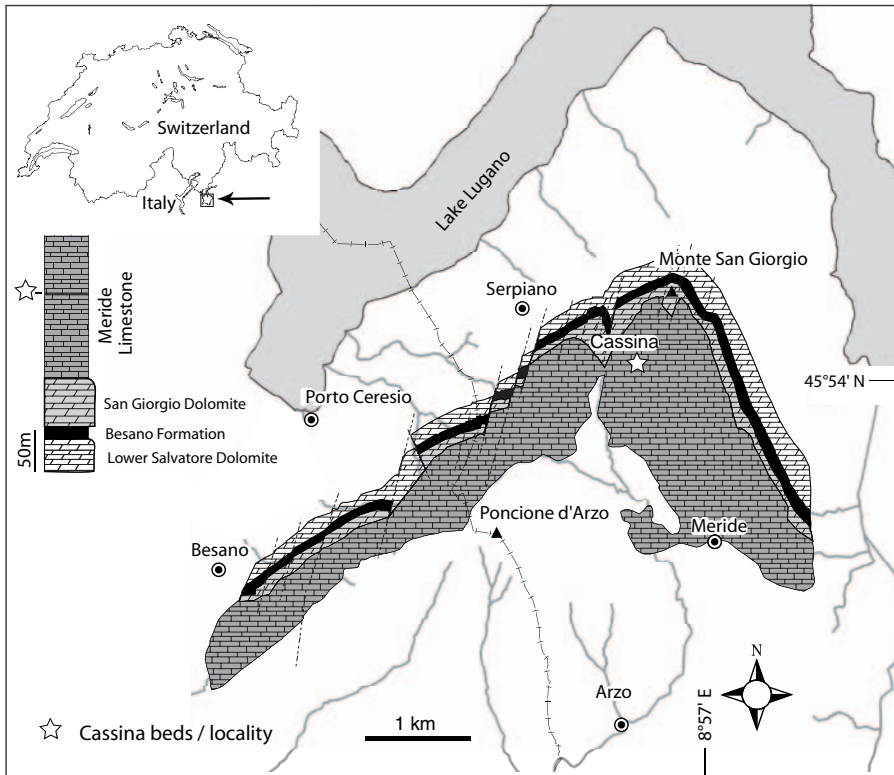 Switzerland
Italy
Lake Lugano
Monte San Giorgio
Serpiano
Cassina
45°54' N
Porto Ceresio
Meride
Limestone
San Giorgio Dolomite
Besano Formation
Lower Salvatore Dolomite
50m
Poncione d'Arzo
Meride
Besano
N
Arzo
8°57' E
1 km
Cassina beds / locality